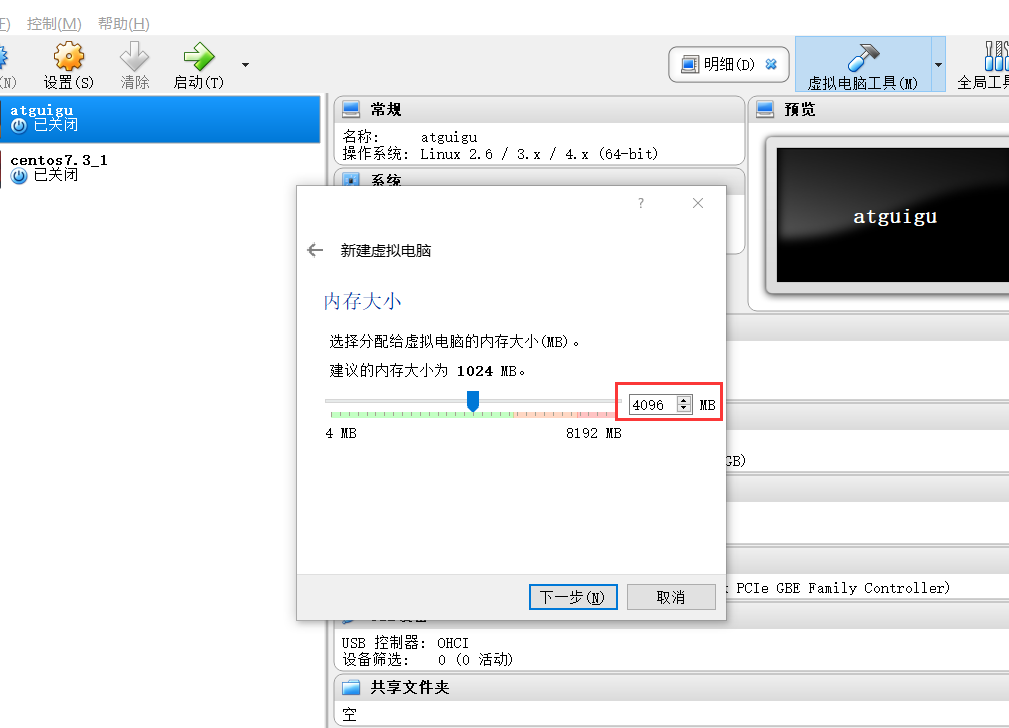 F) 控制(M) 帮助(H)
(N) 设置(S) 清除 启动(T) 明细(D) 虚拟电脑工具(M) 全局工具
atguigu
已关闭
centos7.3_1
已关闭
常规
名称: atguigu
操作系统: Linux 2.6 / 3.x / 4.x (64-bit)
系统
预览
atguigu
? ×
新建虚拟电脑
内存大小
选择分配给虚拟电脑的内存大小(MB)。
建议的内存大小为 1024 MB。
4096 MB
4 MB 8192 MB
GB)
下一步(N) 取消
PCIe GBE Family Controller)
USB 控制器: OHCI
设备筛选: 0 (0 活动)
共享文件夹
空